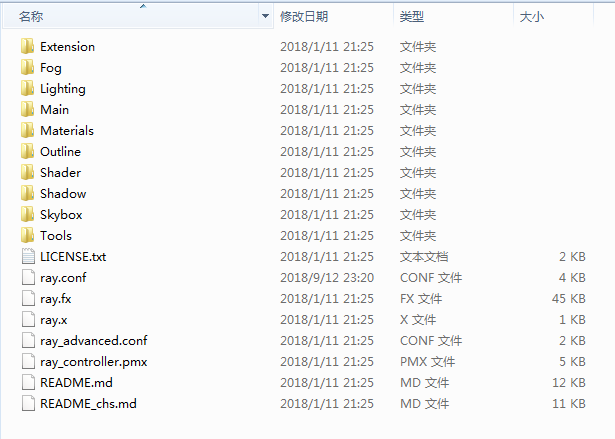 名称 修改日期 类型 大小
Extension 2018/1/11 21:25 文件夹
Fog 2018/1/11 21:25 文件夹
Lighting 2018/1/11 21:25 文件夹
Main 2018/1/11 21:25 文件夹
Materials 2018/1/11 21:25 文件夹
Outline 2018/1/11 21:25 文件夹
Shader 2018/1/11 21:25 文件夹
Shadow 2018/1/11 21:25 文件夹
Skybox 2018/1/11 21:25 文件夹
Tools 2018/1/11 21:25 文件夹
LICENSE.txt 2018/1/11 21:25 文本文档 2 KB
ray.conf 2018/9/12 23:20 CONF 文件 4 KB
ray.fx 2018/1/11 21:25 FX 文件 45 KB
ray.x 2018/1/11 21:25 X 文件 1 KB
ray_advanced.conf 2018/1/11 21:25 CONF 文件 2 KB
ray_controller.pmx 2018/1/11 21:25 PMX 文件 5 KB
README.md 2018/1/11 21:25 MD 文件 12 KB
README_chs.md 2018/1/11 21:25 MD 文件 11 KB